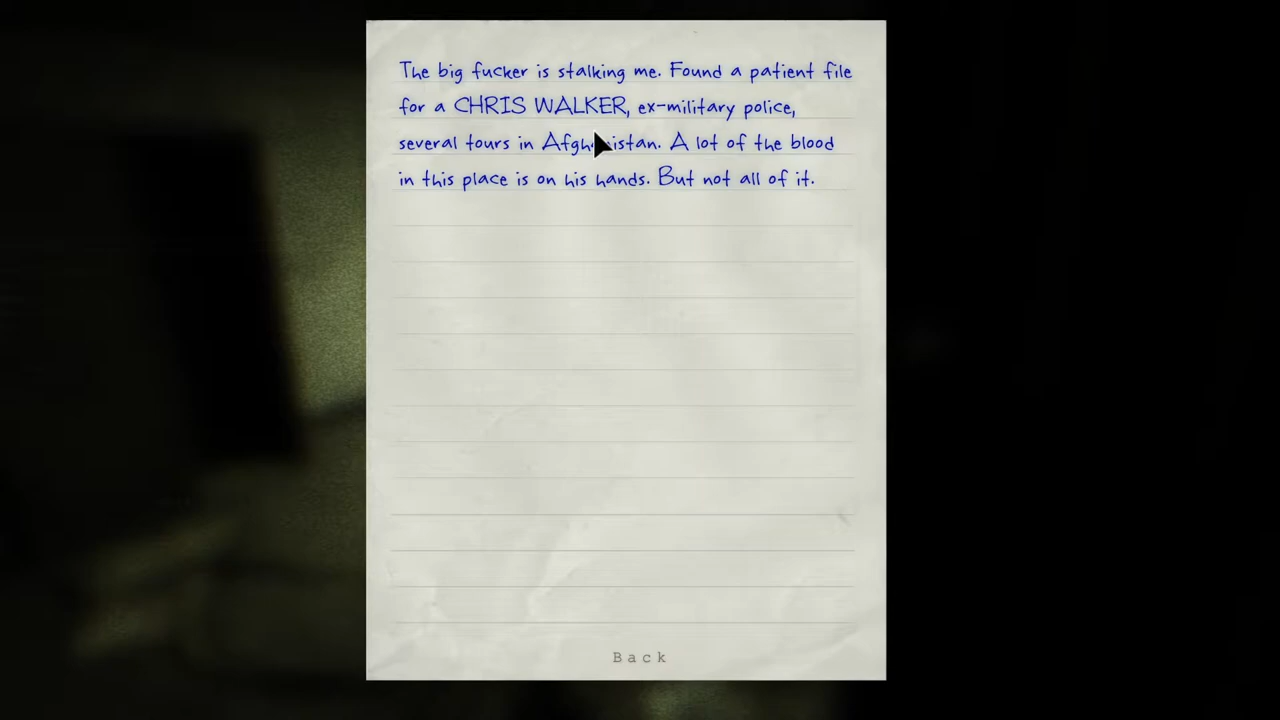 The big fucker is stalking me. Found a patient file
for a CHRIS WALKER, ex-military police,
several tours in Afghanistan. A lot of the blood
in this place is on his hands. But not all of it.
Back